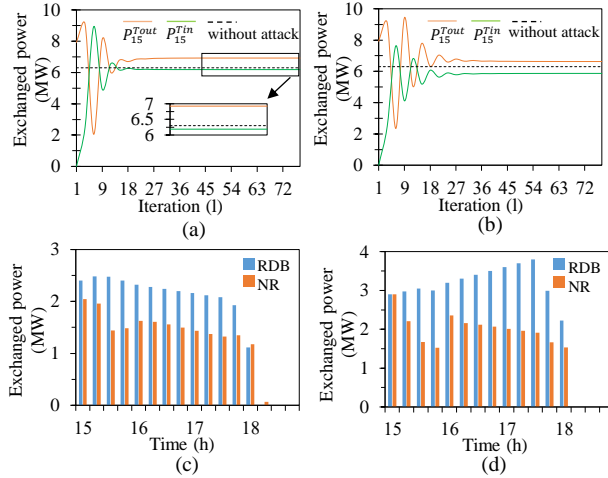 P₁₅ᵀᵒᵘᵗ P₁₅ᵀⁱⁿ without attack
Exchanged power
(MW)
10
8
6
4
2
0
7
6.5
6
1 9 18 27 36 45 54 63 72
Iteration (l)
(a)
P₁₅ᵀᵒᵘᵗ P₁₅ᵀⁱⁿ without attack
Exchanged power
(MW)
10
8
6
4
2
0
1 9 18 27 36 45 54 63 72
Iteration (l)
(b)
Exchanged power
(MW)
3
2
1
0
RDB
NR
15 16 17 18
Time (h)
(c)
Exchanged power
(MW)
4
3
2
1
0
RDB
NR
15 16 17 18
Time (h)
(d)